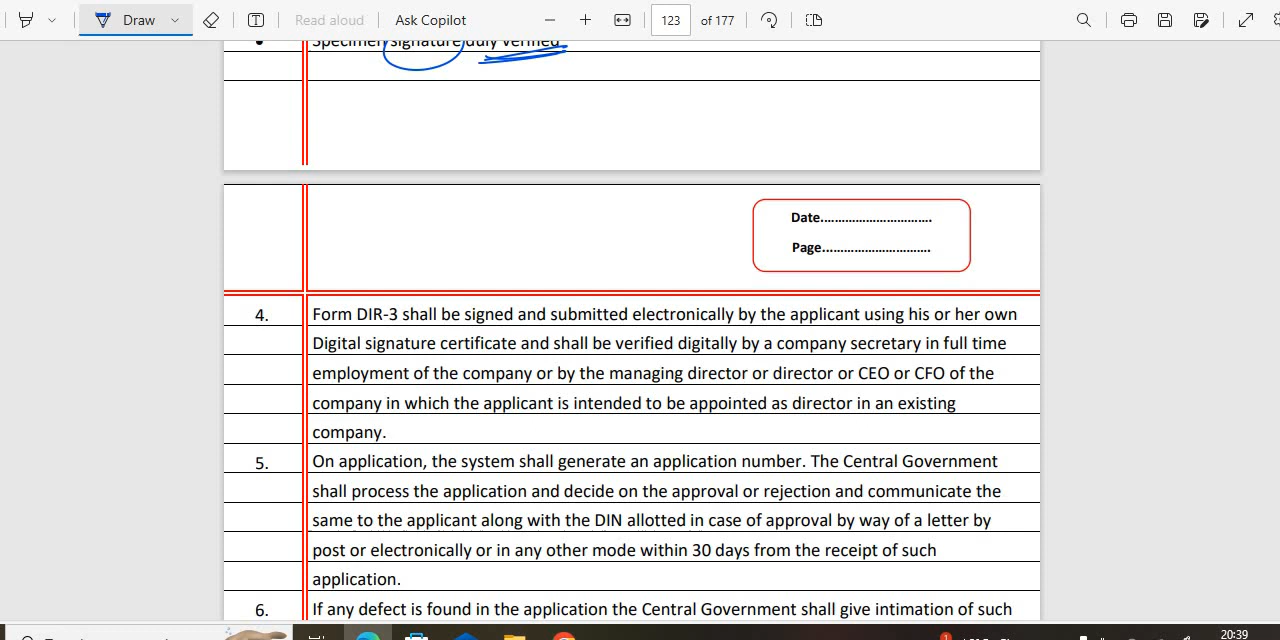 Draw
Read aloud
Ask Copilot
123
of 177
Specimen signature duly verified
Date...............................
Page..............................
4. Form DIR-3 shall be signed and submitted electronically by the applicant using his or her own
Digital signature certificate and shall be verified digitally by a company secretary in full time
employment of the company or by the managing director or director or CEO or CFO of the
company in which the applicant is intended to be appointed as director in an existing
company.
5. On application, the system shall generate an application number. The Central Government
shall process the application and decide on the approval or rejection and communicate the
same to the applicant along with the DIN allotted in case of approval by way of a letter by
post or electronically or in any other mode within 30 days from the receipt of such
application.
6. If any defect is found in the application the Central Government shall give intimation of such
1
20:39